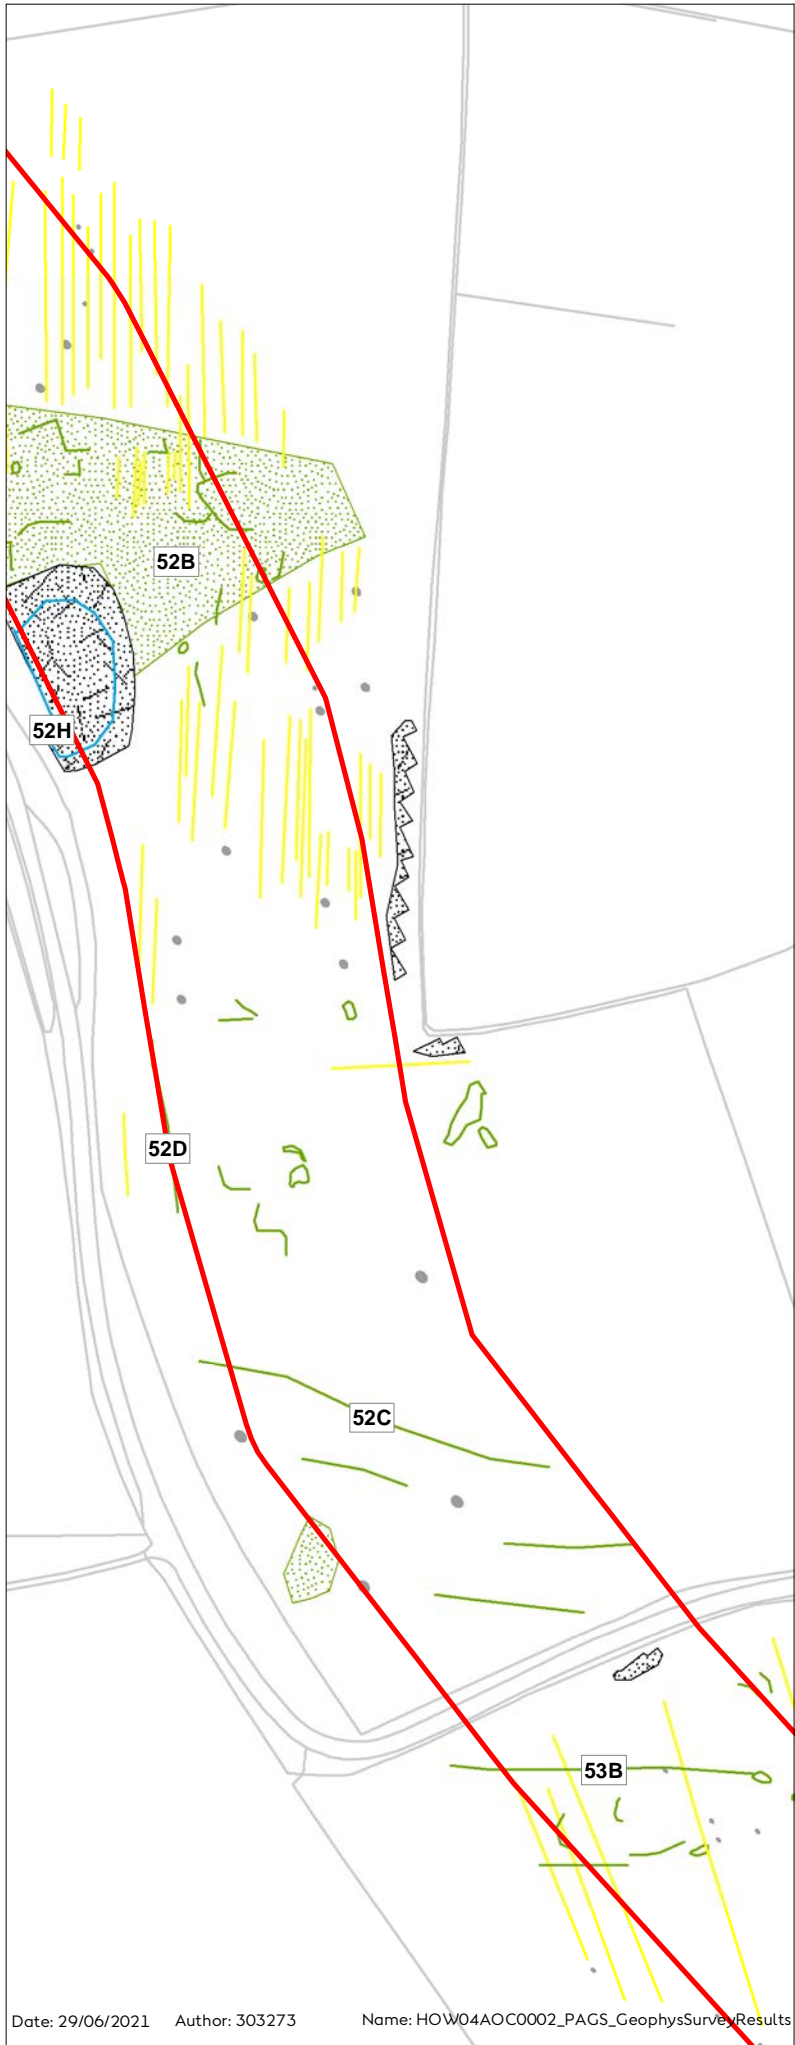 52B
52H
52D
52C
53B
Date: 29/06/2021 Author: 303273 Name: HOW04AOC0002_PAGS_GeophysSurveyResults